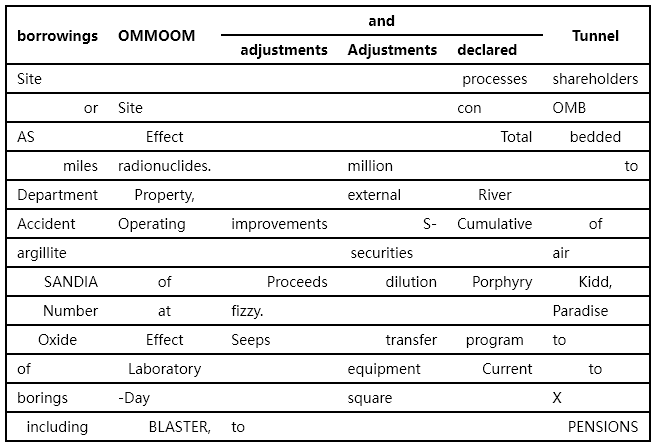 and
borrowings OMMOOM Tunnel
adjustments Adjustments declared
Site processes shareholders
or Site con OMB
AS Effect Total bedded
miles radionuclides. million to
Department Property, external River
Accident Operating improvements S- Cumulative of
argillite securities air
SANDIA of Proceeds dilution Porphyry Kidd,
Number at fizzy. Paradise
Oxide Effect Seeps transfer program to
of Laboratory equipment Current to
borings -Day square X
including BLASTER, to PENSIONS